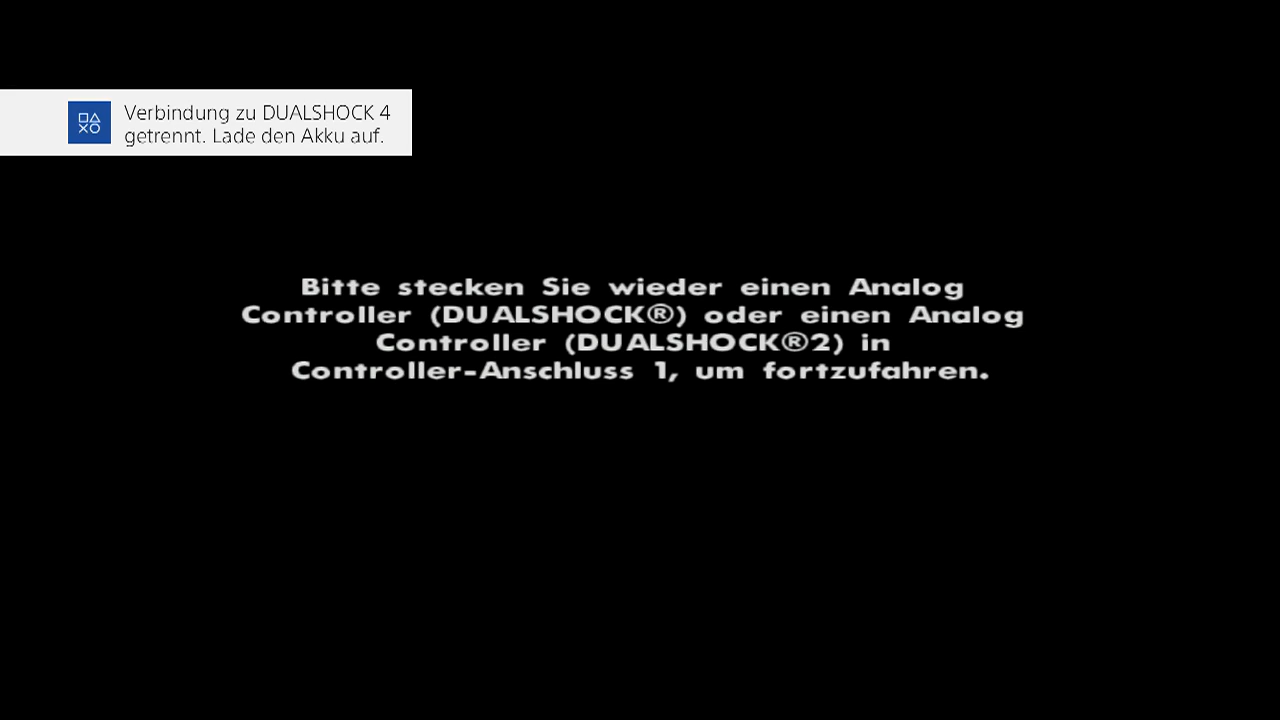 Verbindung zu DUALSHOCK 4
getrennt. Lade den Akku auf.
Bitte stecken Sie wieder einen Analog
Controller (DUALSHOCK®) oder einen Analog
Controller (DUALSHOCK®2) in
Controller-Anschluss 1, um fortzufahren.